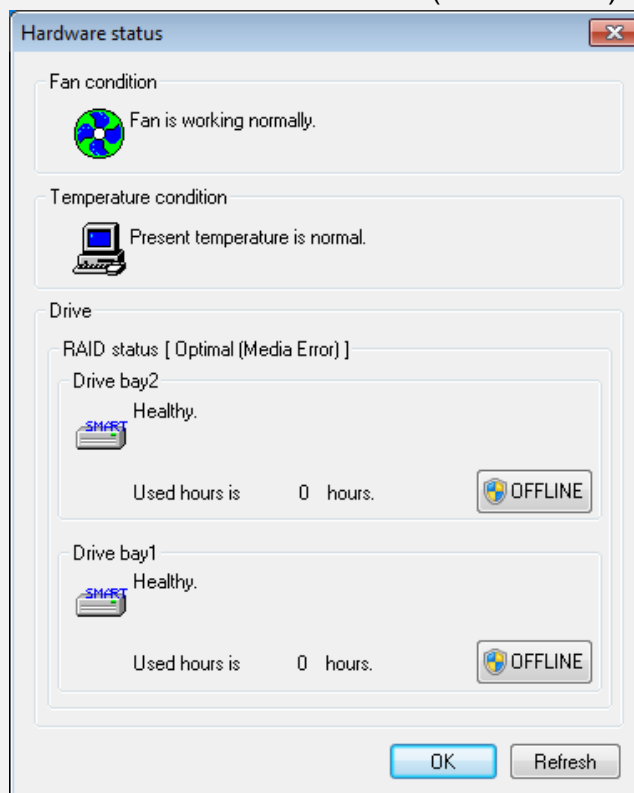 Hardware status
Fan condition
Fan is working normally.
Temperature condition
Present temperature is normal.
Drive
RAID status [ Optimal (Media Error) ]
Drive bay2
SMART
Healthy.
Used hours is 0 hours.
OFFLINE
Drive bay1
SMART
Healthy.
Used hours is 0 hours.
OFFLINE
OK
Refresh